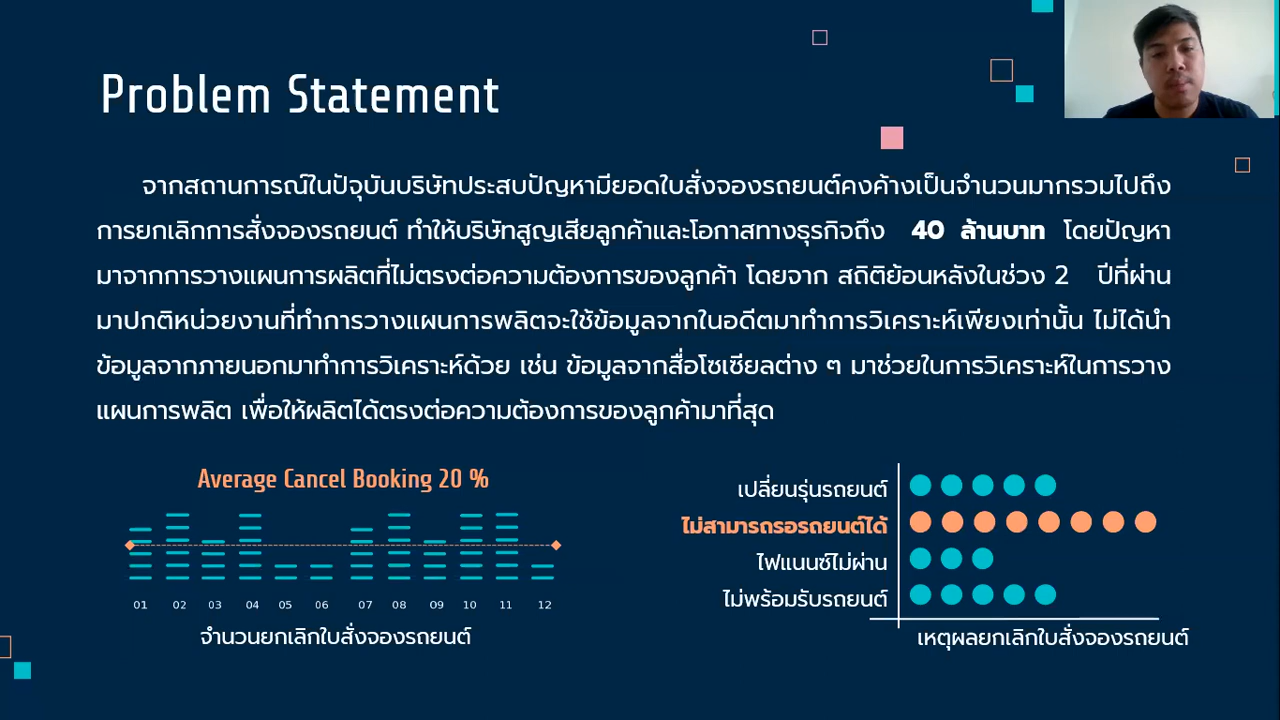 Problem Statement
จากสถานการณ์ในปัจุบันบริษัทประสบปัญหามียอดใบสั่งจองรถยนต์คงค้างเป็นจำนวนมากรวมไปถึง
การยกเลิกการสั่งจองรถยนต์ ทำให้บริษัทสูญเสียลูกค้าและโอกาสทางธุรกิจถึง 40 ล้านบาท โดยปัญหา
มาจากการวางแผนการผลิตที่ไม่ตรงต่อความต้องการของลูกค้า โดยจาก สถิติย้อนหลังในช่วง 2 ปีที่ผ่าน
มาปกติหน่วยงานที่ทำการวางแผนการพลิตจะใช้ข้อมูลจากในอดีตมาทำการวิเคราะห์เพียงเท่านั้น ไม่ได้นำ
ข้อมูลจากภายนอกมาทำการวิเคราะห์ด้วย เช่น ข้อมูลจากสื่อโซเซียลต่าง ๆ มาช่วยในการวิเคราะห์ในการวาง
แผนการพลิต เพื่อให้ผลิตได้ตรงต่อความต้องการของลูกค้ามาที่สุด
Average Cancel Booking 20 %
01 02 03 04 05 06 07 08 09 10 11 12
จำนวนยกเลิกใบสั่งจองรถยนต์
เปลี่ยนรุ่นรถยนต์
ไม่สามารถรอรถยนต์ได้
ไฟแนนซ์ไม่ผ่าน
ไม่พร้อมรับรถยนต์
เหตุผลยกเลิกใบสั่งจองรถยนต์